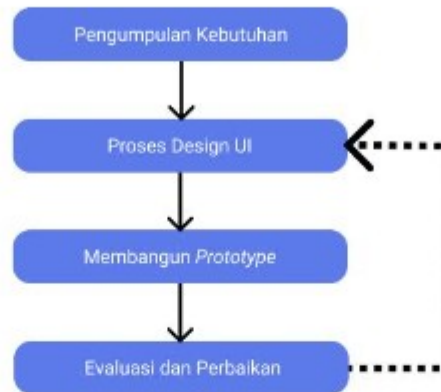 Pengumpulan Kebutuhan
Proses Design UI
Membangun Prototype
Evaluasi dan Perbaikan